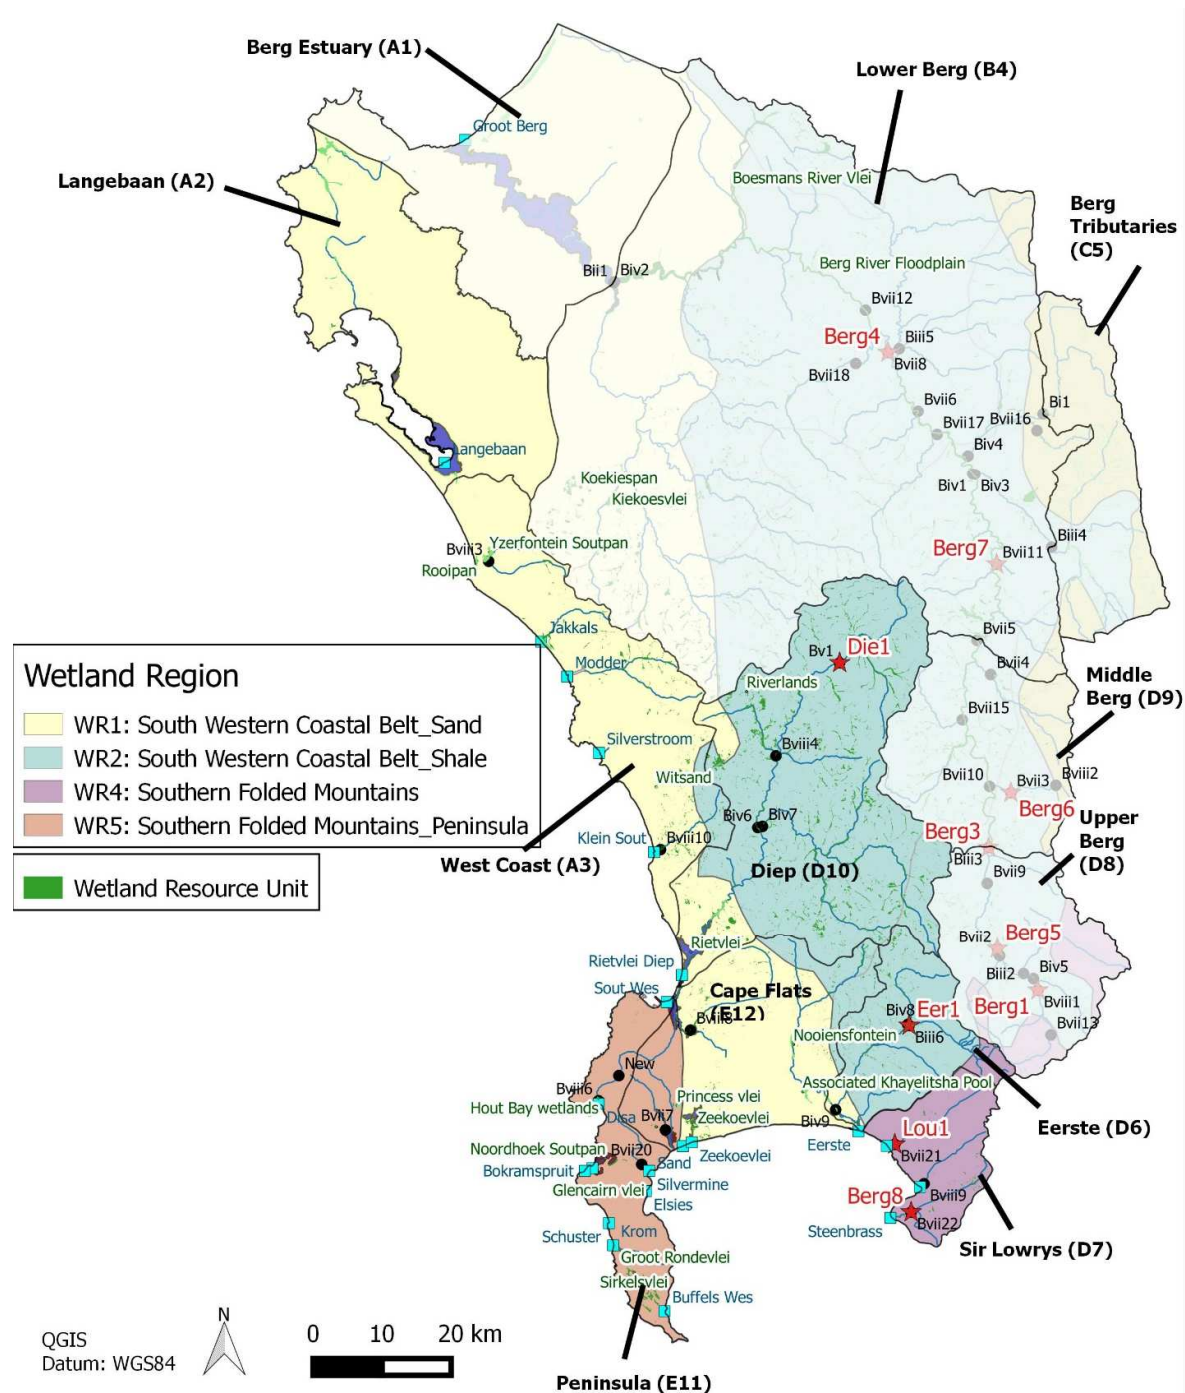 Berg Estuary (A1)
Lower Berg (B4)
Groot Berg
Langebaan (A2)
Boesmans River Vlei
Berg
Tributaries
(C5)
Berg River Floodplain
Bii1
Biv2
Bvii12
Berg4
Biii5
Bvii8
Bvii18
Bvii6
Bvii17
Bvii16
Bi1
Biv4
Langebaan
Koekiespan
Kiekoesvlei
Biv1
Biv3
Bviii3
Yzerfontein Soutpan
Rooipan
Berg7
Bvii11
Biii4
Jakkals
Modder
Bv1
Die1
Bvii5
Bvii4
Riverlands
Middle
Berg (D9)
Wetland Region
WR1: South Western Coastal Belt_Sand
WR2: South Western Coastal Belt_Shale
WR4: Southern Folded Mountains
WR5: Southern Folded Mountains_Peninsula
Wetland Resource Unit
Bvii15
Silverstroom
Bviii4
Witsand
Bvii10
Bvii3
Bviii2
Berg6
Upper
Berg
(D8)
Biv6
Biv7
Klein Sout
Bviii10
Berg3
Biii3
West Coast (A3)
Diep (D10)
Bvii9
Rietvlei
Bvii2
Berg5
Rietvlei Diep
Biii2
Biv5
Sout Wes
Cape Flats
(E12)
Berg1
Bviii1
Biv8
Eer1
Biii6
Bvii13
Nooiensfontein
New
Bviii6
Associated Khayelitsha Pool
Hout Bay wetlands
Disa
Princess vlei
Bvii7
Zeekoevlei
Biv9
Lou1
Eerste (D6)
Noordhoek Soutpan
Bvii20
Zeekoevlei
Eerste
Bvii21
Bokramspruit
Sand
Silvermine
Glencairn vlei
Elsies
Berg8
Bviii9
Bvii22
Schuster
Krom
Steenbrass
Sir Lowrys (D7)
Groot Rondevlei
Sirkelsvlei
Buffels Wes
N
QGIS
Datum: WGS84
0 10 20 km
Peninsula (E11)